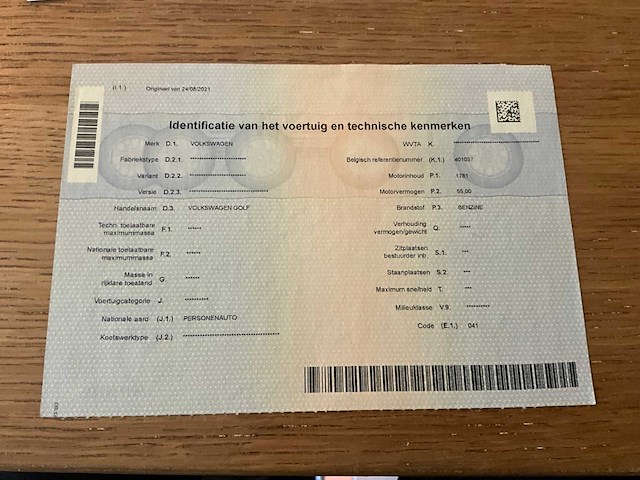 (I.1.) Origineel van 24/08/2021
Identificatie van het voertuig en technische kenmerken
Merk D.1. VOLKSWAGEN
Fabriekstype D.2.1. ********************
Variant D.2.2. ********************
Versie D.2.3. ******************************
Handelsnaam D.3. VOLKSWAGEN GOLF
Techn. toelaatbare
maximummassa F.1. ******
Nationale toelaatbare
maximummassa F.2. ******
Massa in
rijklare toestand G. ******
Voertuigcategorie J. **********
Nationale aard (J.1.) PERSONENAUTO
Koetswerktype (J.2.) ******************************
WVTA K. ******************************
Belgisch referentienummer (K.1.) 401037
Motorinhoud P.1. 1781
Motorvermogen P.2. 55,00
Brandstof P.3. BENZINE
Verhouding
vermogen/gewicht Q. ****
Zitplaatsen
bestuurder inb. S.1. ***
Staanplaatsen S.2. ***
Maximum snelheid T. ***
Milieuklasse V.9. **********
Code (E.1.) 041